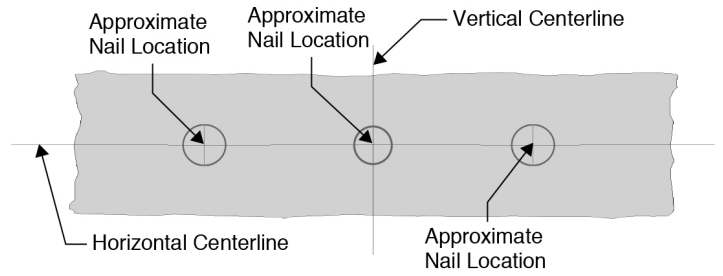 Approximate
Nail Location
Approximate
Nail Location
Vertical Centerline
Horizontal Centerline
Approximate
Nail Location